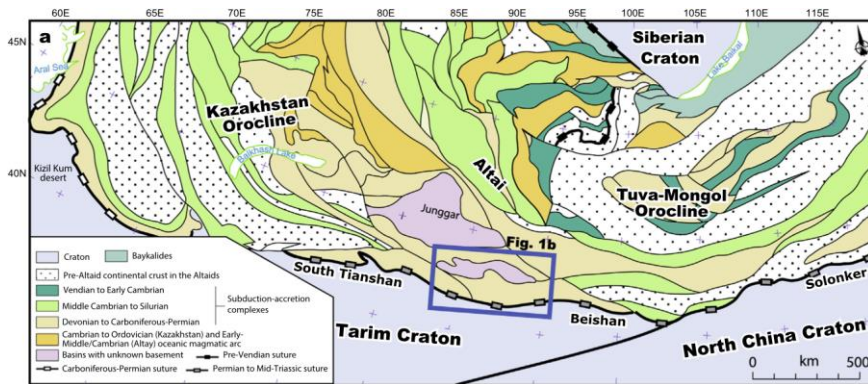 60E 65E 70E 75E 80E 85E 90E 95E 100E 105E 110E 115E
45N
a
Siberian
Craton
Aral Sea
Lake Baikal
Kazakhstan
Orocline
Balkhash Lake
Kizil Kum
desert
40N
Altai
Tuva-Mongol
Orocline
Junggar
Fig. 1b
South Tianshan
Solonker
Beishan
Tarim Craton
North China Craton
Craton
Baykalides
Pre-Altaid continental crust in the Altaids
Vendian to Early Cambrian
Middle Cambrian to Silurian
Subduction-accretion
complexes
Devonian to Carboniferous-Permian
Cambrian to Ordovician (Kazakhstan) and Early-
Middle/Cambrian (Altay) oceanic magmatic arc
Basins with unknown basement
Pre-Vendian suture
Carboniferous-Permian suture
Permian to Mid-Triassic suture
0 km 500